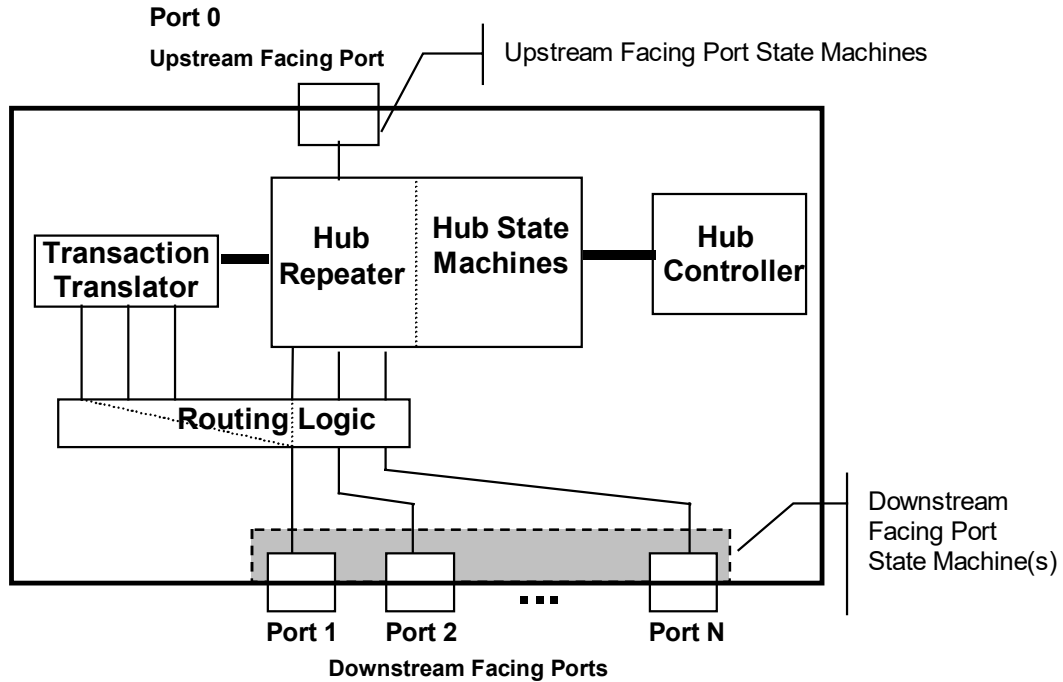 Port 0
Upstream Facing Port
Upstream Facing Port State Machines
Hub
Repeater
Hub State
Machines
Hub
Controller
Transaction
Translator
Routing Logic
Downstream
Facing Port
State Machine(s)
...
Port 1
Port 2
Port N
Downstream Facing Ports